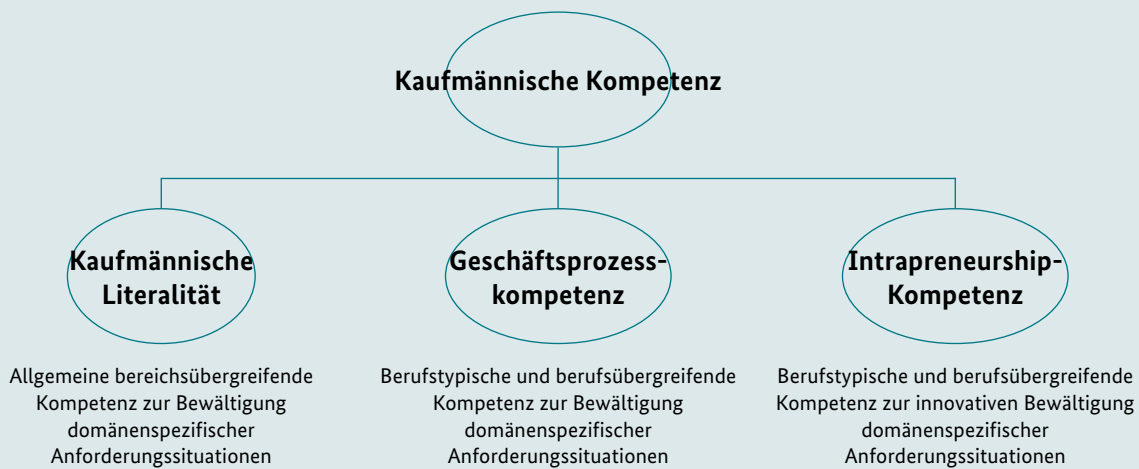 Kaufmännische Kompetenz
Kaufmännische
Literalität
Allgemeine bereichsübergreifende
Kompetenz zur Bewältigung
domänenspezifischer
Anforderungssituationen
Geschäftsprozess-
kompetenz
Berufstypische und berufsübergreifende
Kompetenz zur Bewältigung
domänenspezifischer
Anforderungssituationen
Intrapreneurship-
Kompetenz
Berufstypische und berufsübergreifende
Kompetenz zur innovativen Bewältigung
domänenspezifischer
Anforderungssituationen